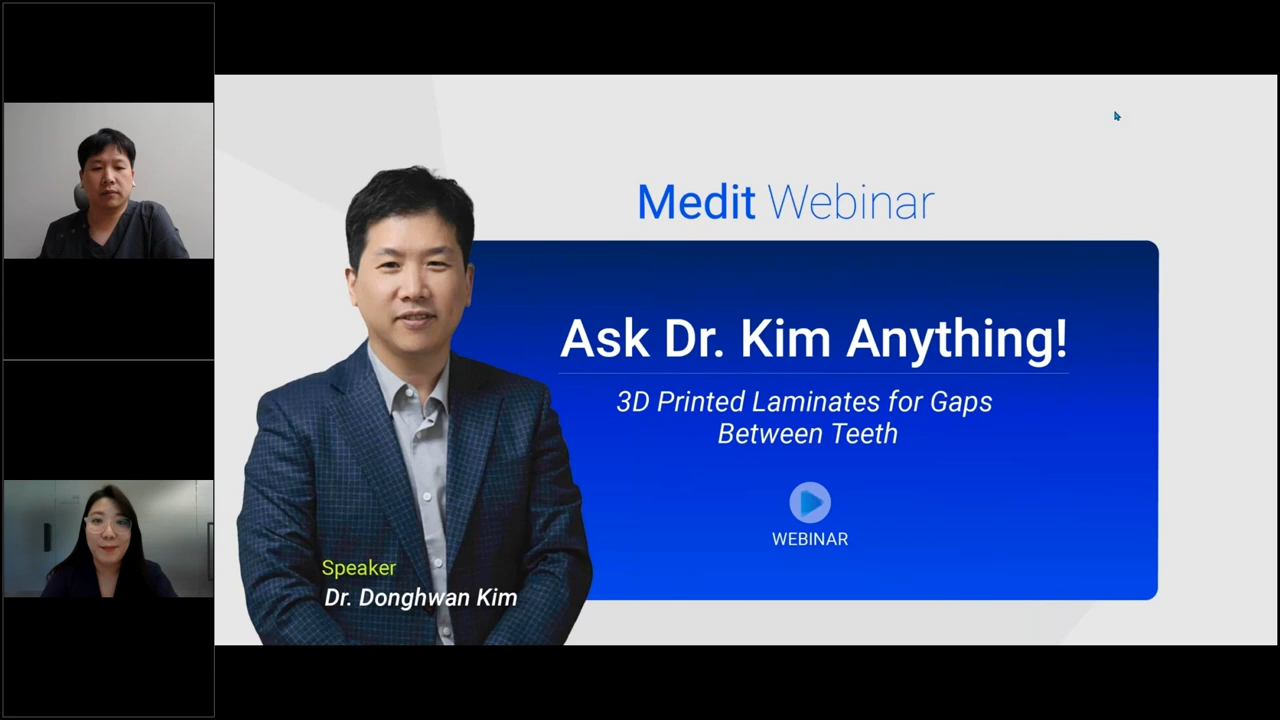 Medit Webinar
Ask Dr. Kim Anything!
3D Printed Laminates for Gaps
Between Teeth
WEBINAR
Speaker
Dr. Donghwan Kim